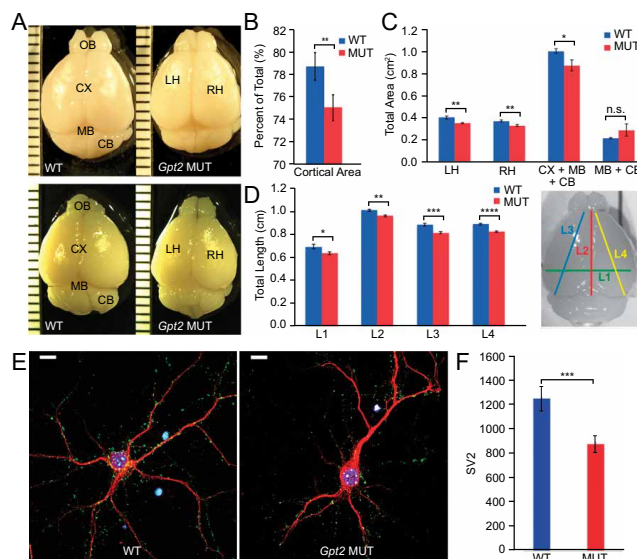 A
OB
CX
MB
CB
WT
LH
RH
Gpt2 MUT
OB
CX
MB
CB
WT
LH
RH
Gpt2 MUT
B
WT
MUT
**
Percent of Total (%)
82
80
78
76
74
72
70
Cortical Area
C
WT
MUT
Total Area (cm²)
1.2
1.0
0.8
0.6
0.4
0.2
0
**
**
*
n.s.
LH
RH
CX + MB
+ CB
MB + CB
D
WT
MUT
Total Length (cm)
1.2
1.0
0.8
0.6
0.4
0.2
0
*
**
***
****
L1
L2
L3
L4
L3
L2
L4
L1
E
WT
Gpt2 MUT
F
***
SV2
1600
1400
1200
1000
800
600
400
200
0
WT
MUT